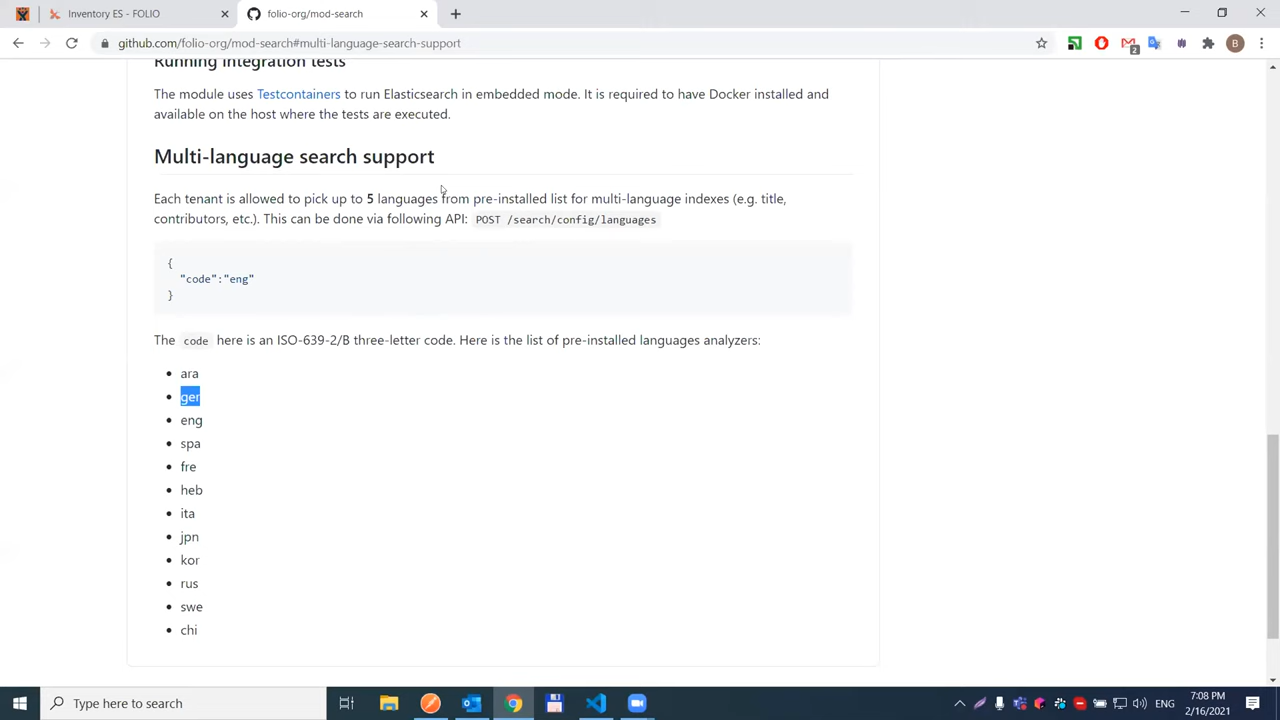 Inventory ES - FOLIO
folio-org/mod-search
github.com/folio-org/mod-search#multi-language-search-support
2
B
Running integration tests
The module uses Testcontainers to run Elasticsearch in embedded mode. It is required to have Docker installed and
available on the host where the tests are executed.
Multi-language search support
Each tenant is allowed to pick up to 5 languages from pre-installed list for multi-language indexes (e.g. title,
contributors, etc.). This can be done via following API: POST /search/config/languages
{
"code":"eng"
}
The code here is an ISO-639-2/B three-letter code. Here is the list of pre-installed languages analyzers:
ara
ger
eng
spa
fre
heb
ita
jpn
kor
rus
swe
chi
Type here to search
ENG
7:08 PM
2/16/2021